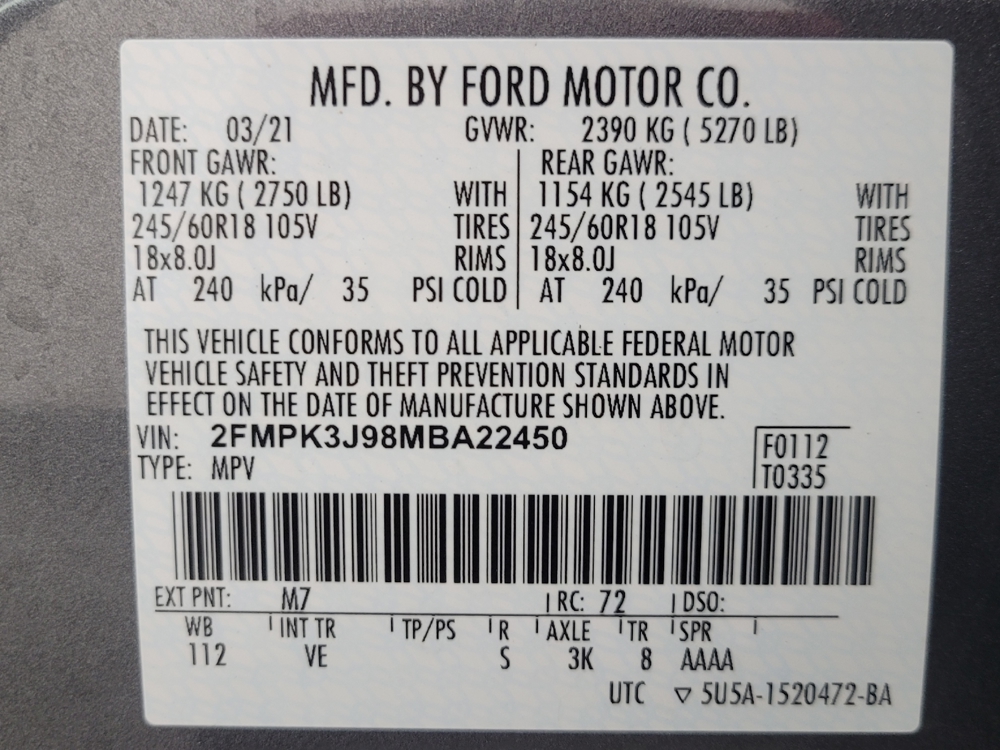 MFD. BY FORD MOTOR CO.
DATE: 03/21 GVWR: 2390 KG ( 5270 LB)
FRONT GAWR: REAR GAWR:
1247 KG ( 2750 LB) WITH 1154 KG ( 2545 LB) WITH
245/60R18 105V TIRES 245/60R18 105V TIRES
18x8.0J RIMS 18x8.0J RIMS
AT 240 kPa/ 35 PSI COLD AT 240 kPa/ 35 PSI COLD
THIS VEHICLE CONFORMS TO ALL APPLICABLE FEDERAL MOTOR
VEHICLE SAFETY AND THEFT PREVENTION STANDARDS IN
EFFECT ON THE DATE OF MANUFACTURE SHOWN ABOVE.
VIN: 2FMPK3J98MBA22450 F0112
TYPE: MPV T0335
EXT PNT: M7 RC: 72 DSO:
WB INT TR TP/PS R AXLE TR SPR
112 VE S 3K 8 AAAA
UTC ▽ 5U5A-1520472-BA